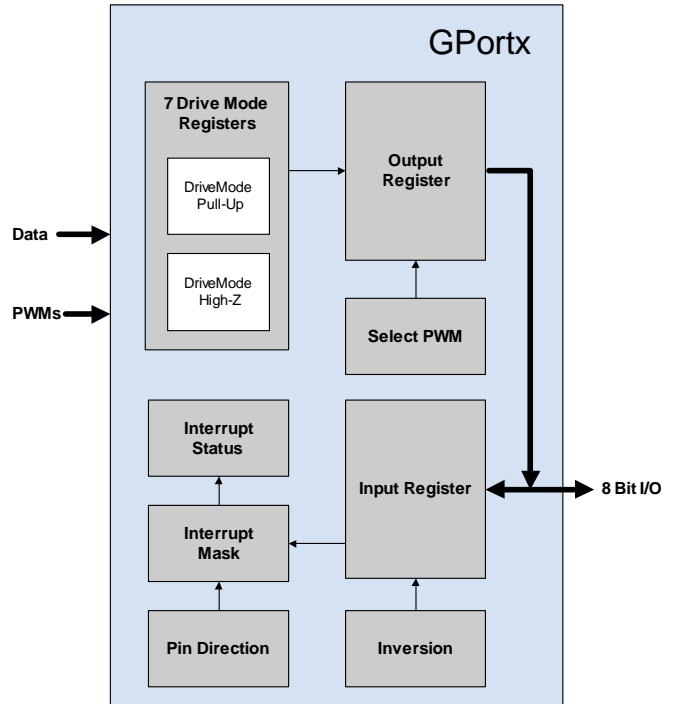 GPortx
7 Drive Mode
Registers
DriveMode
Pull-Up
DriveMode
High-Z
Output
Register
Data
PWMs
Select PWM
Interrupt
Status
Input Register
8 Bit I/O
Interrupt
Mask
Pin Direction
Inversion